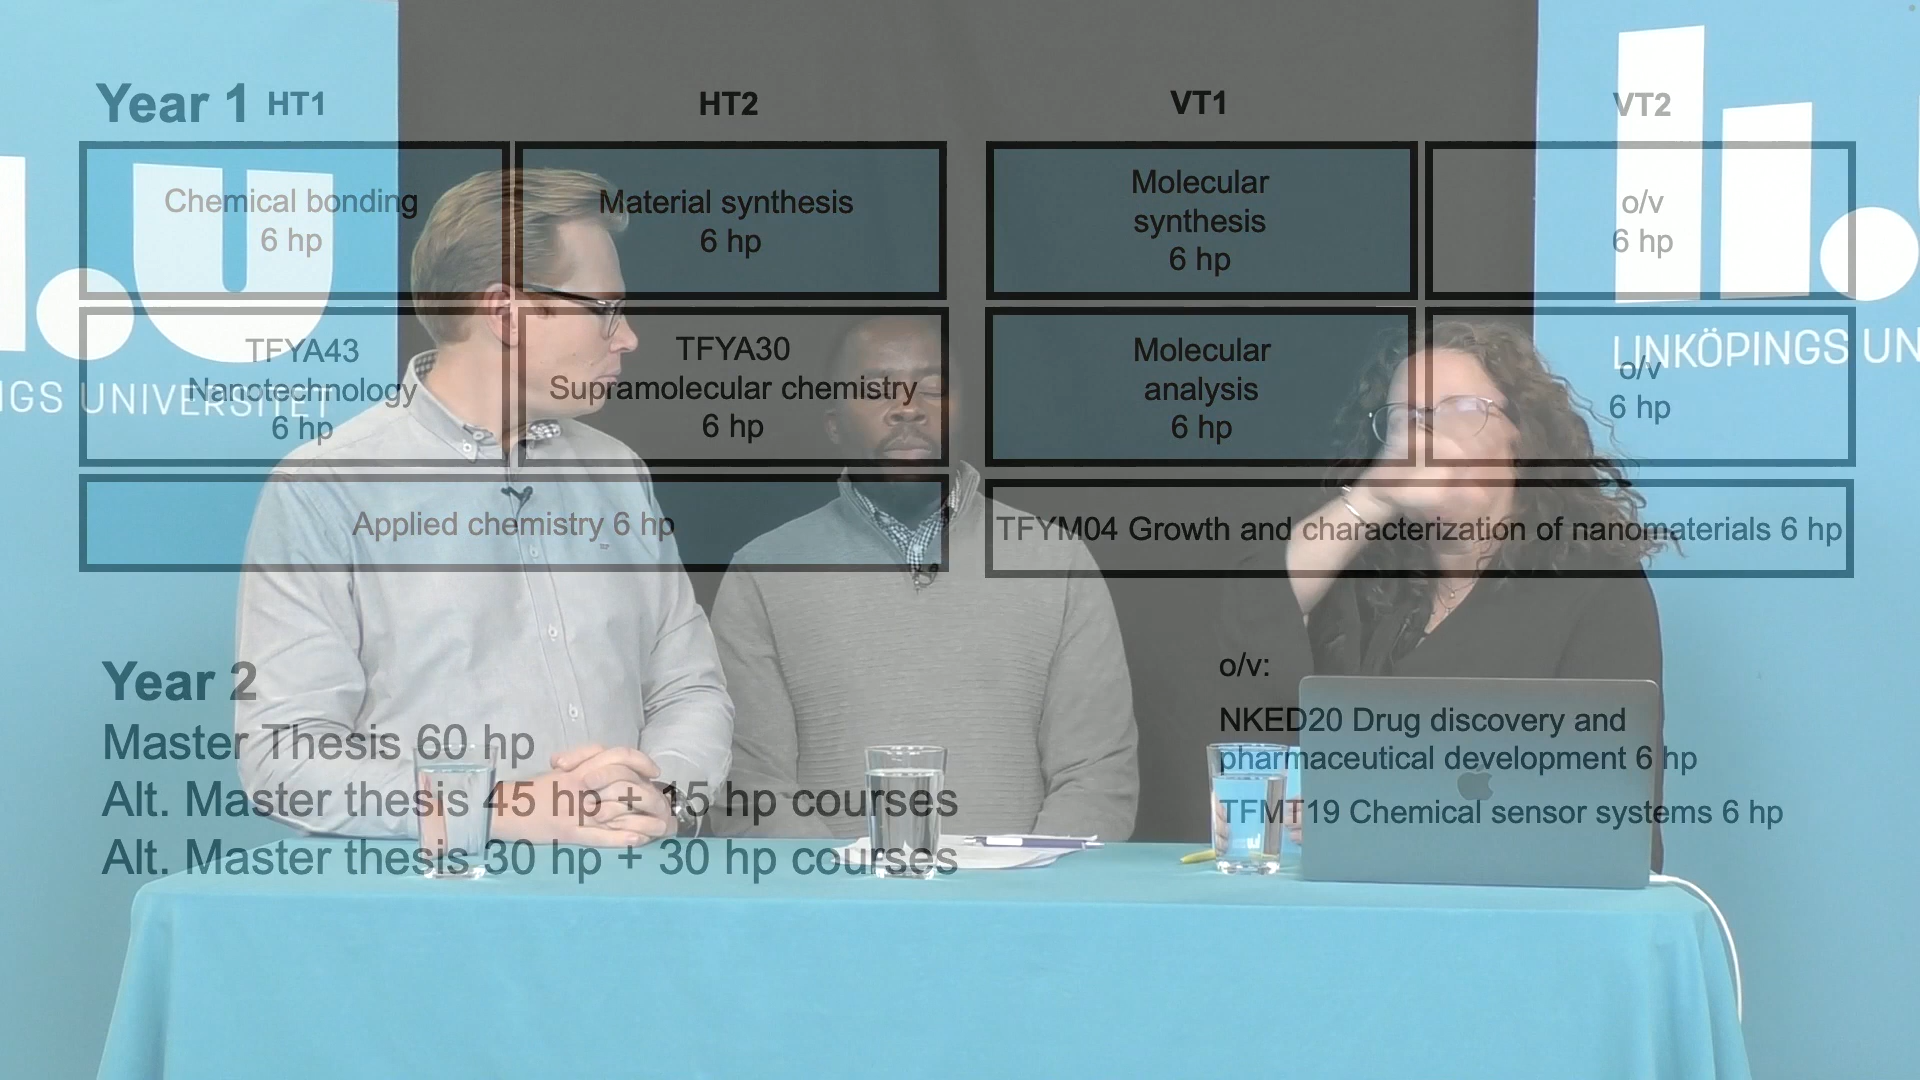 Year 1 HT1
HT2
VT1
VT2
Chemical bonding
6 hp
Material synthesis
6 hp
Molecular
synthesis
6 hp
o/v
6 hp
TFYA43
Nanotechnology
6 hp
TFYA30
Supramolecular chemistry
6 hp
Molecular
analysis
6 hp
o/v
6 hp
Applied chemistry 6 hp
TFYM04 Growth and characterization of nanomaterials 6 hp
Year 2
Master Thesis 60 hp
Alt. Master thesis 45 hp + 15 hp courses
Alt. Master thesis 30 hp + 30 hp courses
o/v:
NKED20 Drug discovery and
pharmaceutical development 6 hp
TFMT19 Chemical sensor systems 6 hp
.U
INGS UNIVERSITET
li.
LINKÖPINGS UN